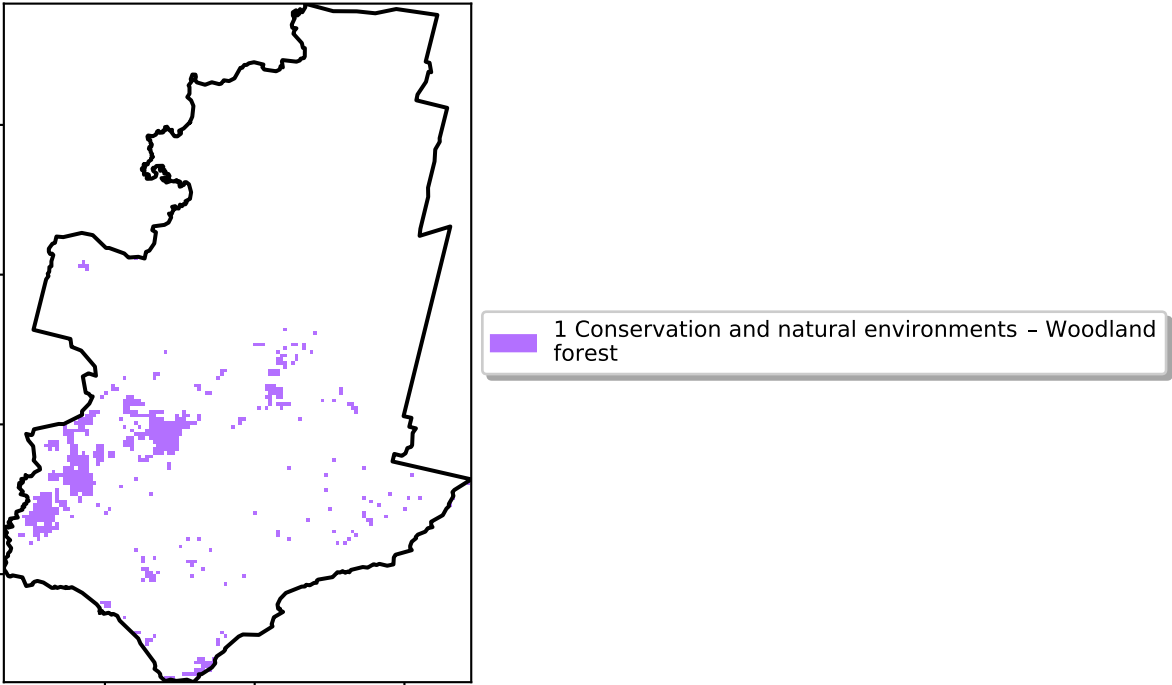 1 Conservation and natural environments – Woodland
forest